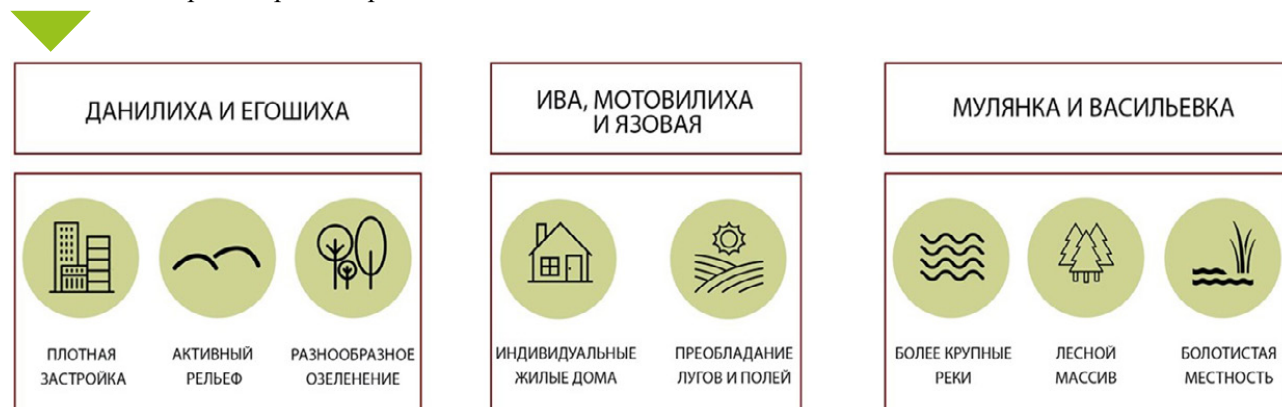 ДАНИЛИХА И ЕГОШИХА
ИВА, МОТОВИЛИХА
И ЯЗОВАЯ
МУЛЯНКА И ВАСИЛЬЕВКА
ПЛОТНАЯ
ЗАСТРОЙКА
АКТИВНЫЙ
РЕЛЬЕФ
РАЗНООБРАЗНОЕ
ОЗЕЛЕНЕНИЕ
ИНДИВИДУАЛЬНЫЕ
ЖИЛЫЕ ДОМА
ПРЕОБЛАДАНИЕ
ЛУГОВ И ПОЛЕЙ
БОЛЕЕ КРУПНЫЕ
РЕКИ
ЛЕСНОЙ
МАССИВ
БОЛОТИСТАЯ
МЕСТНОСТЬ